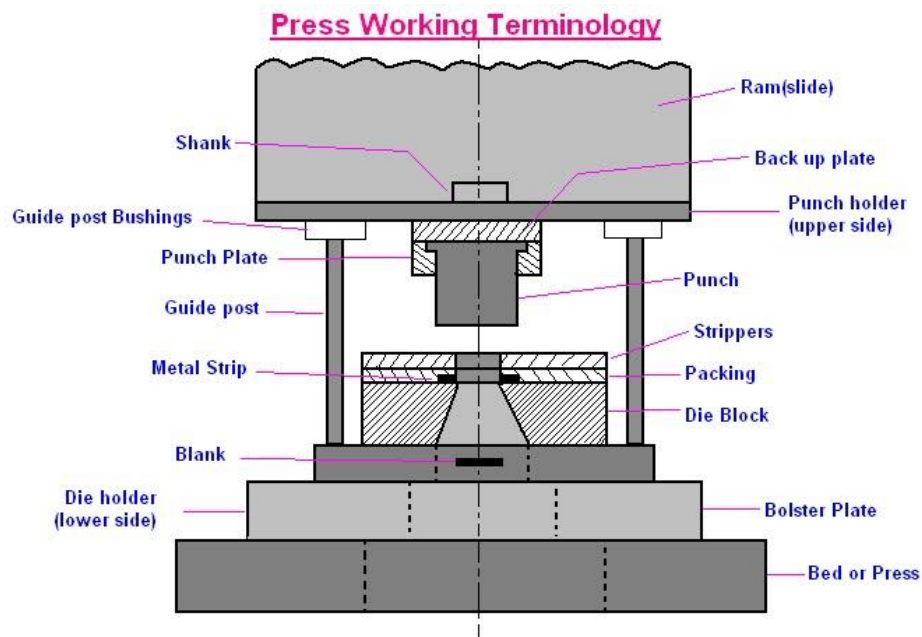 Press Working Terminology
Ram(slide)
Shank
Back up plate
Guide post Bushings
Punch holder
(upper side)
Punch Plate
Punch
Guide post
Strippers
Metal Strip
Packing
Die Block
Blank
Die holder
(lower side)
Bolster Plate
Bed or Press